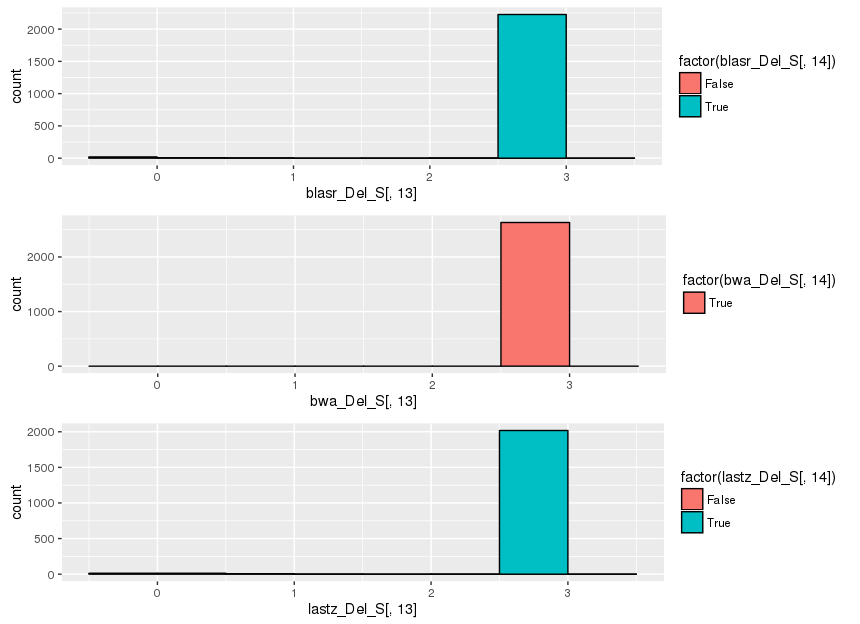 2000
1500
1000
500
0
count
0 1 2 3
blasr_Del_S[, 13]
factor(blasr_Del_S[, 14])
False
True
2000
1000
0
count
0 1 2 3
bwa_Del_S[, 13]
factor(bwa_Del_S[, 14])
True
2000
1500
1000
500
0
count
0 1 2 3
lastz_Del_S[, 13]
factor(lastz_Del_S[, 14])
False
True